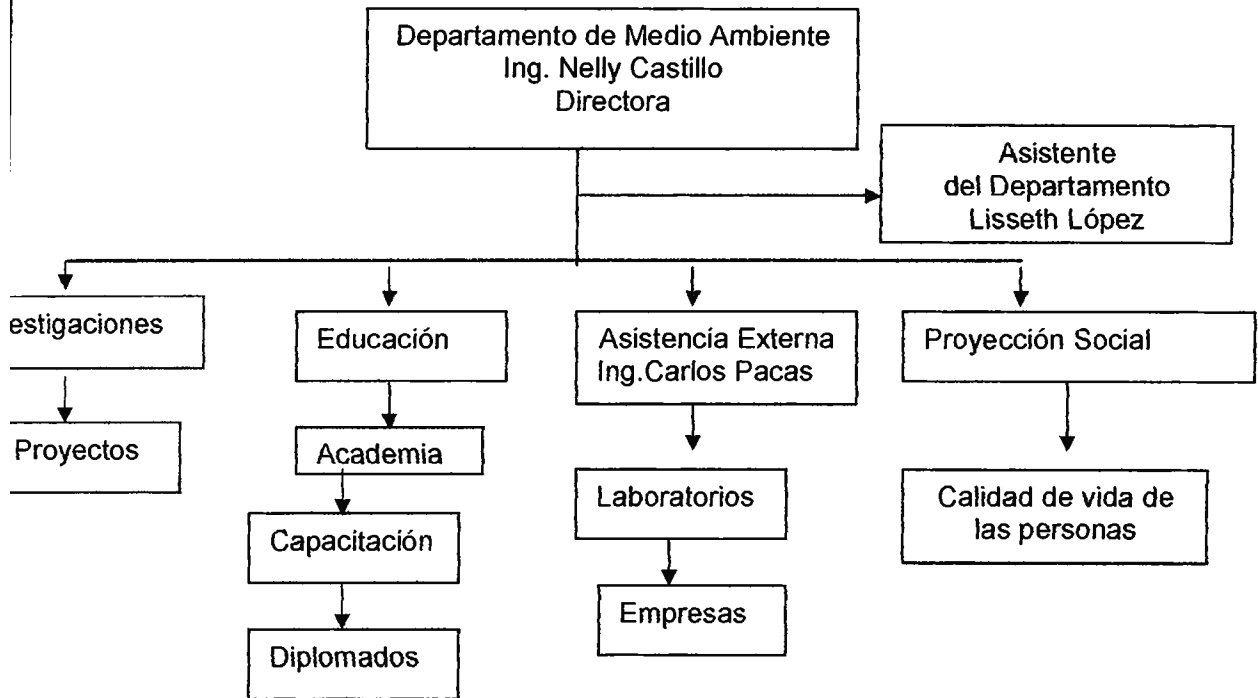 Departamento de Medio Ambiente
Ing. Nelly Castillo
Directora
Asistente
del Departamento
Lisseth López
estigaciones
Educación
Asistencia Externa
Ing.Carlos Pacas
Proyección Social
Proyectos
Academia
Laboratorios
Calidad de vida de
las personas
Capacitación
Empresas
Diplomados